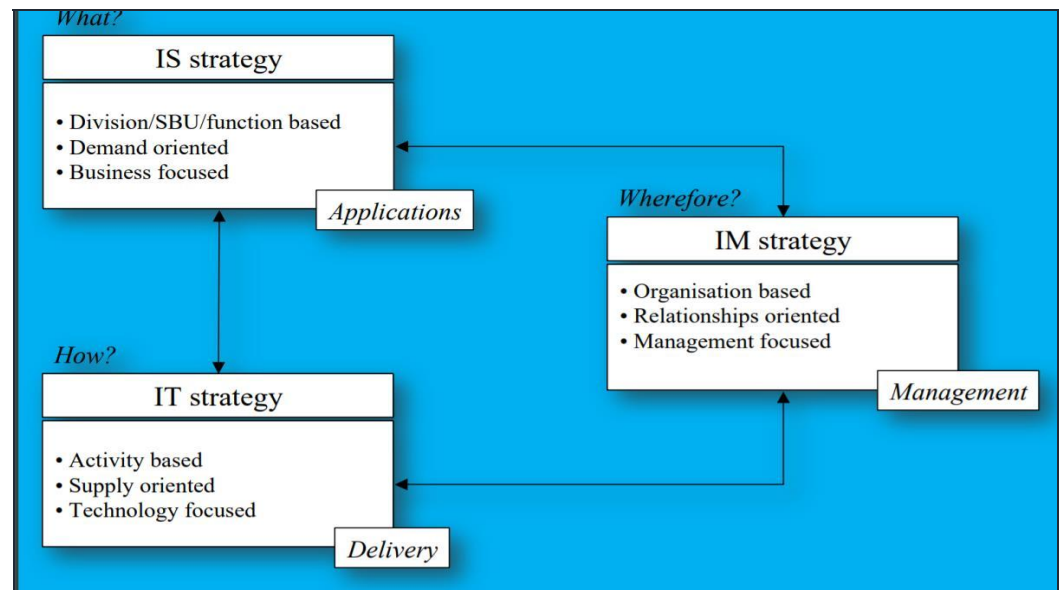 What?
IS strategy
• Division/SBU/function based
• Demand oriented
• Business focused
Applications
Wherefore?
IM strategy
• Organisation based
• Relationships oriented
• Management focused
Management
How?
IT strategy
• Activity based
• Supply oriented
• Technology focused
Delivery